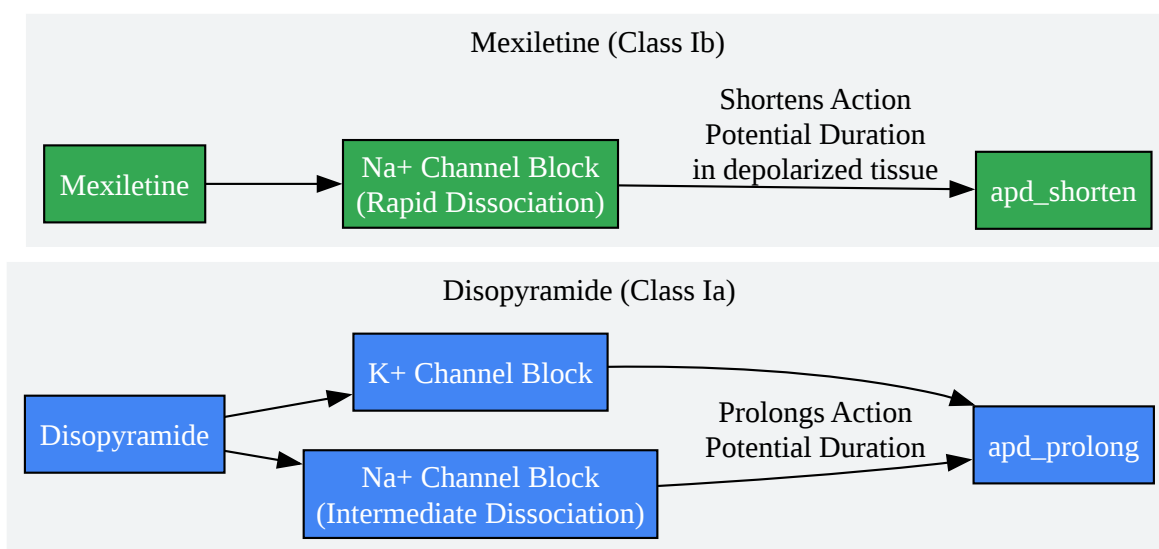 Mexiletine (Class Ib)
Shortens Action
Potential Duration
in depolarized tissue
Mexiletine
Na+ Channel Block
(Rapid Dissociation)
apd_shorten
Disopyramide (Class Ia)
K+ Channel Block
Disopyramide
Prolongs Action
Potential Duration
apd_prolong
Na+ Channel Block
(Intermediate Dissociation)